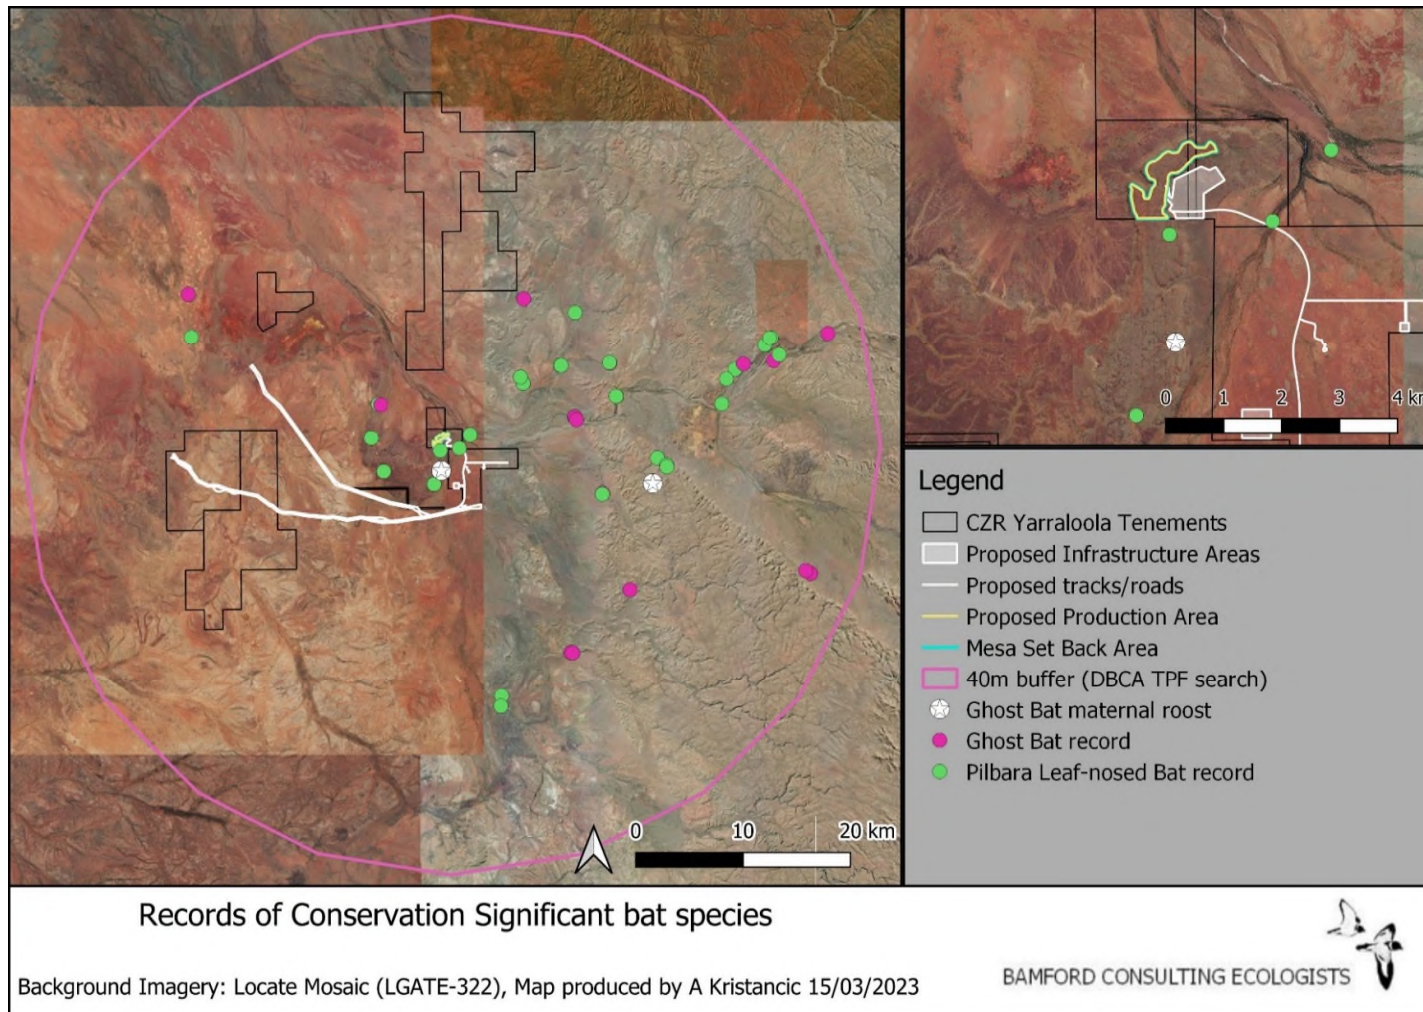 0 10 20 km
0 1 2 3 4 km
Legend
CZR Yarraloola Tenements
Proposed Infrastructure Areas
Proposed tracks/roads
Proposed Production Area
Mesa Set Back Area
40m buffer (DBCA TPF search)
Ghost Bat maternal roost
Ghost Bat record
Pilbara Leaf-nosed Bat record
Records of Conservation Significant bat species
Background Imagery: Locate Mosaic (LGATE-322), Map produced by A Kristancic 15/03/2023
BAMFORD CONSULTING ECOLOGISTS